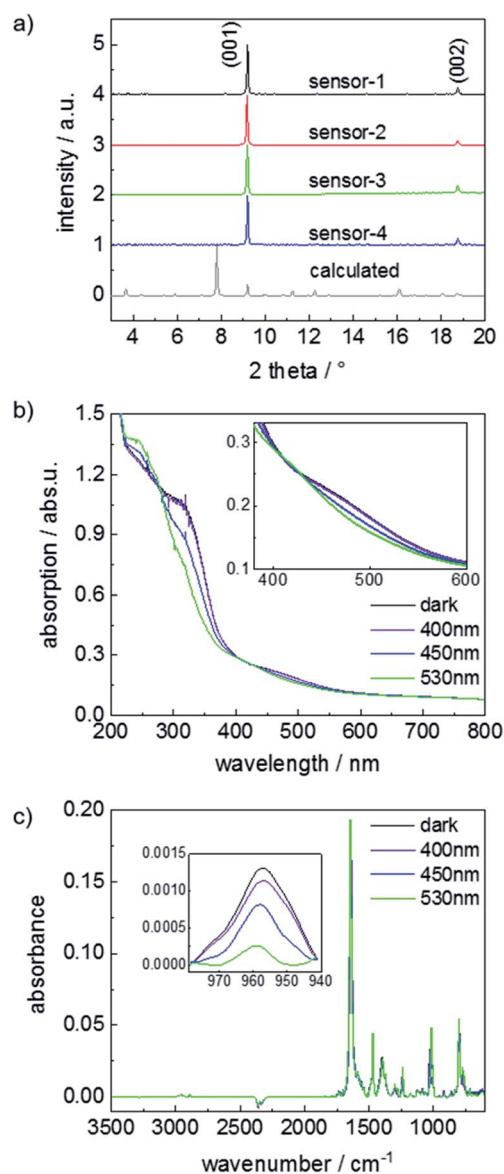 a)
5
4
3
2
1
0
intensity / a.u.
(001)
(002)
sensor-1
sensor-2
sensor-3
sensor-4
calculated
4 6 8 10 12 14 16 18 20
2 theta / °
b)
1.5
1.2
0.9
0.6
0.3
0.0
absorption / abs.u.
0.3
0.2
0.1
400 500 600
dark
400nm
450nm
530nm
200 300 400 500 600 700 800
wavelength / nm
c)
0.20
0.15
0.10
0.05
0.00
absorbance
0.0015
0.0010
0.0005
0.0000
970 960 950 940
dark
400nm
450nm
530nm
3500 3000 2500 2000 1500 1000
wavenumber / cm⁻¹